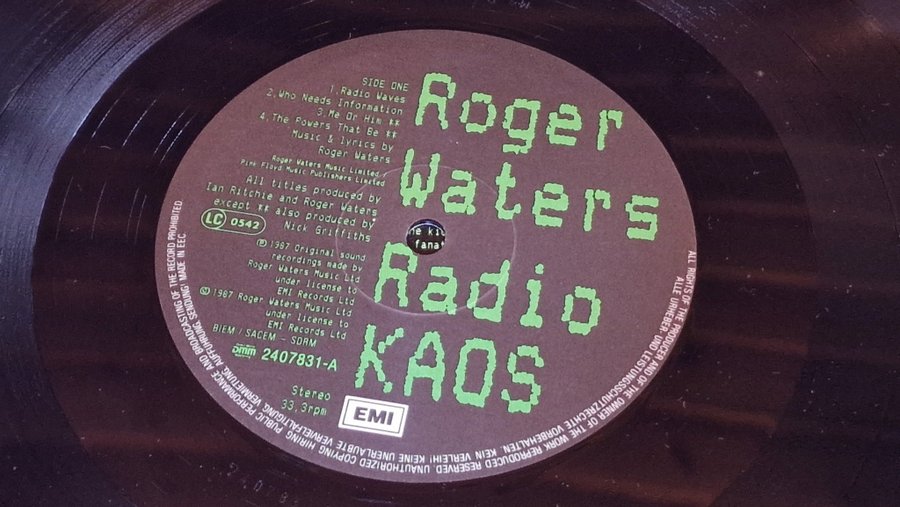 SIDE ONE
1.Radio Waves
2.Who Needs Information
3.Me Or Him **
4.The Powers That Be **
Music & lyrics by
Roger Waters
Roger Waters Music Limited /
Pink Floyd Music Publishers Limited
All titles produced by
Ian Ritchie and Roger Waters
except ** also produced by
Nick Griffiths
LC 0542
℗ 1987 Original sound
recordings made by
Roger Waters Music Ltd
under license to
EMI Records Ltd
© 1987 Roger Waters Music Ltd
under license to
EMI Records Ltd
BIEM / SACEM - SDRM
DMM 2407831-A
Stereo
33,3rpm
EMI
Roger
Waters
Radio
KAOS
ALL RIGHTS OF THE PRODUCER AND OF THE OWNER OF THE WORK REPRODUCED RESERVED. UNAUTHORIZED COPYING HIRING PUBLIC PERFORMANCE AND BROADCASTING OF THE RECORD PROHIBITED
ALLE URHEBER- UND LEISTUNGSSCHUTZRECHTE VORBEHALTEN. KEIN VERLEIH! KEINE UNERLAUBTE VERVIELFÄLTIGUNG, VERMIETUNG, AUFFÜHRUNG, SENDUNG! MADE IN EEC